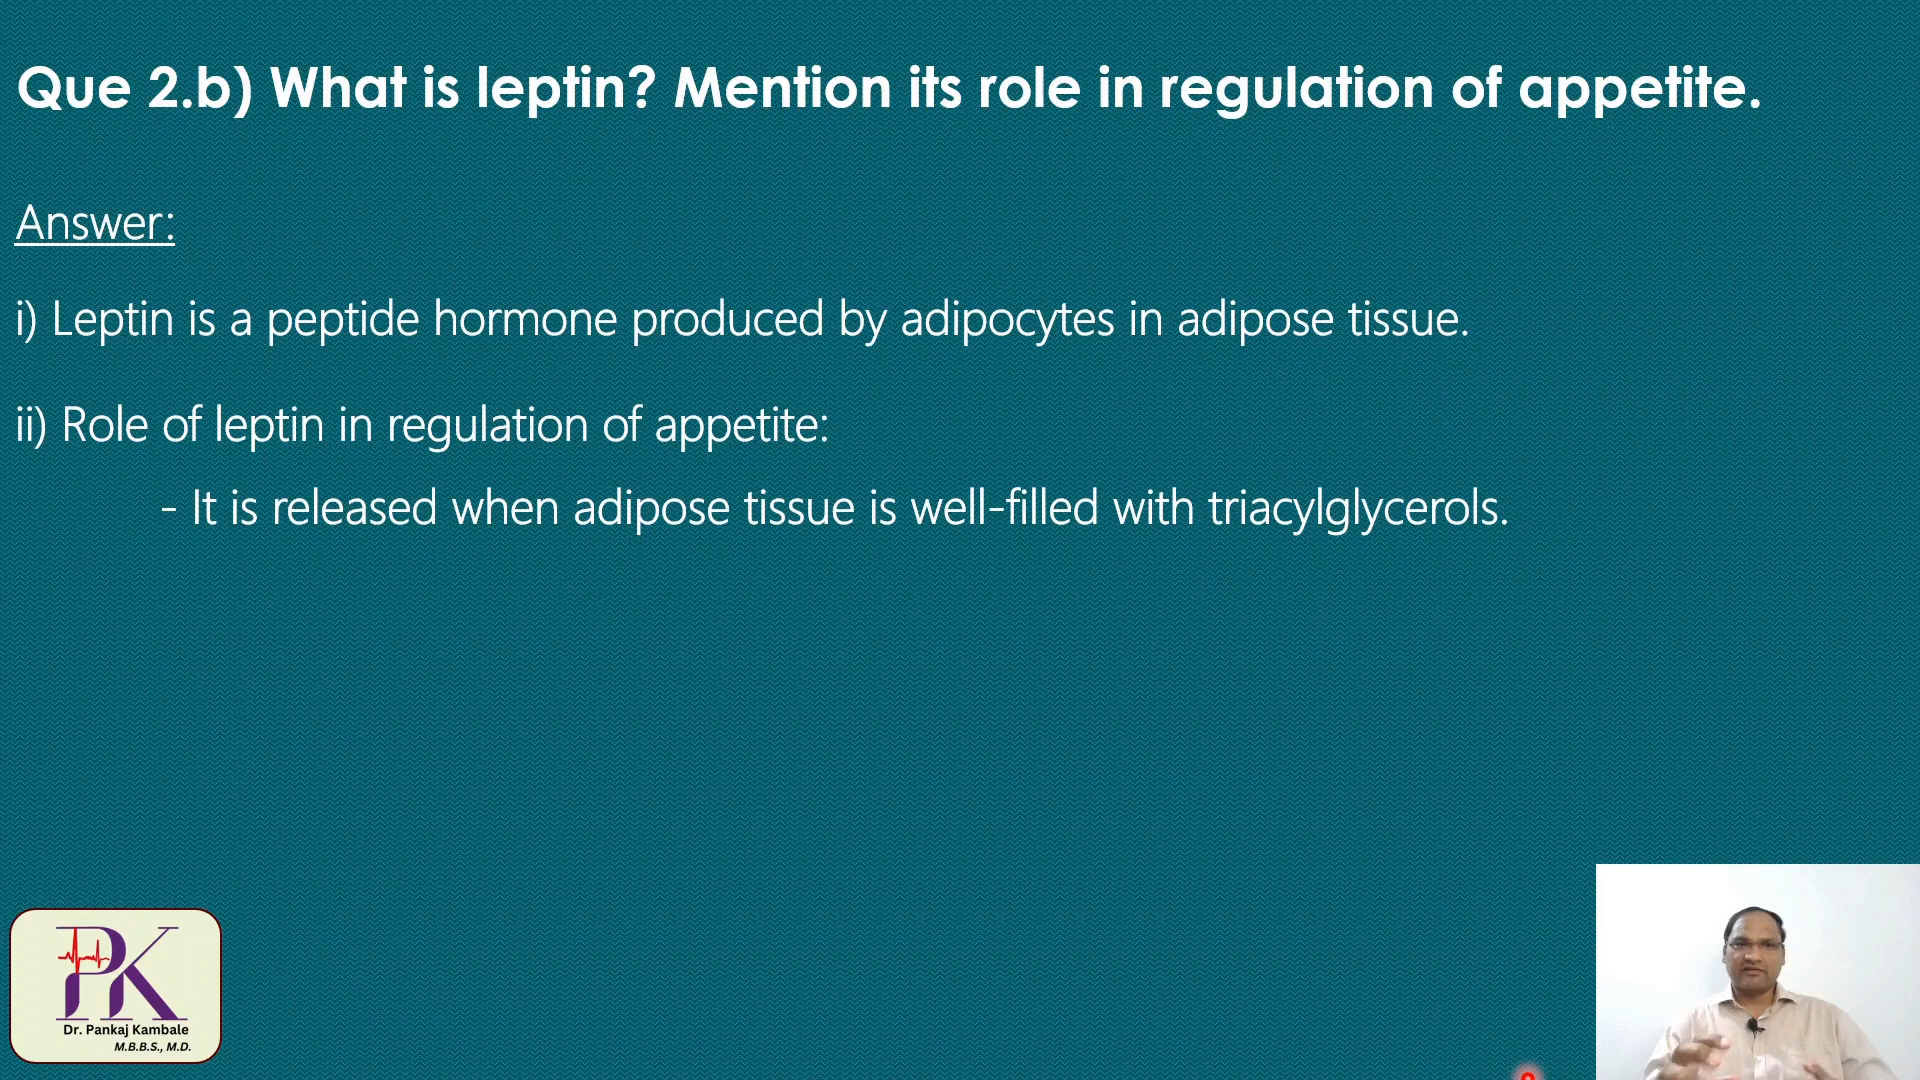 Que 2.b) What is leptin? Mention its role in regulation of appetite.
Answer:
i) Leptin is a peptide hormone produced by adipocytes in adipose tissue.
ii) Role of leptin in regulation of appetite:
- It is released when adipose tissue is well-filled with triacylglycerols.
PK
Dr. Pankaj Kambale
M.B.B.S., M.D.